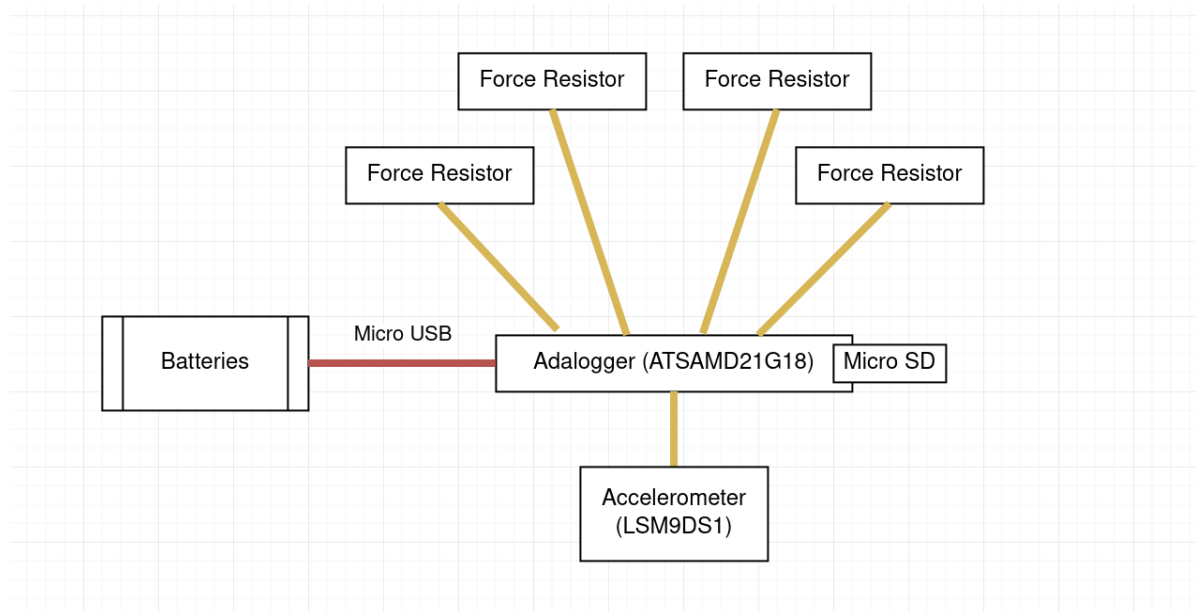 Force Resistor
Force Resistor
Force Resistor
Force Resistor
Micro USB
Batteries
Adalogger (ATSAMD21G18)
Micro SD
Accelerometer
(LSM9DS1)